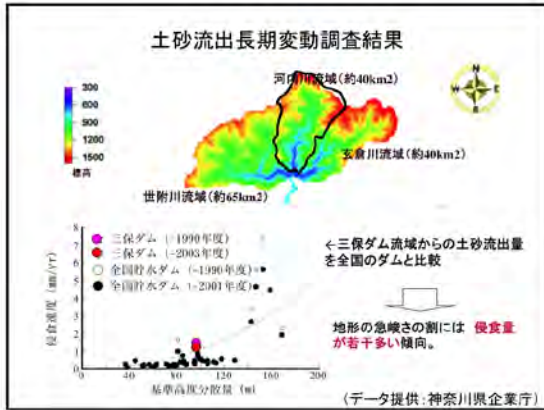 土砂流出長期変動調査結果
河内川流域(約40km2)
N
W E
S
300
600
900
1200
1500
標高
玄倉川流域(約40km2)
世附川流域(約65km2)
8
7
6
5
4
3
2
1
0
侵食速度 (mm/yr)
三保ダム (~1990年度)
三保ダム (~2003年度)
全国貯水ダム (~1990年度)
全国貯水ダム (~2001年度)
0 40 80 120 160 200
基準高度分散量 (m)
←三保ダム流域からの土砂流出量
を全国のダムと比較
地形の急峻さの割には 侵食量
が若干多い傾向。
(データ提供:神奈川県企業庁)